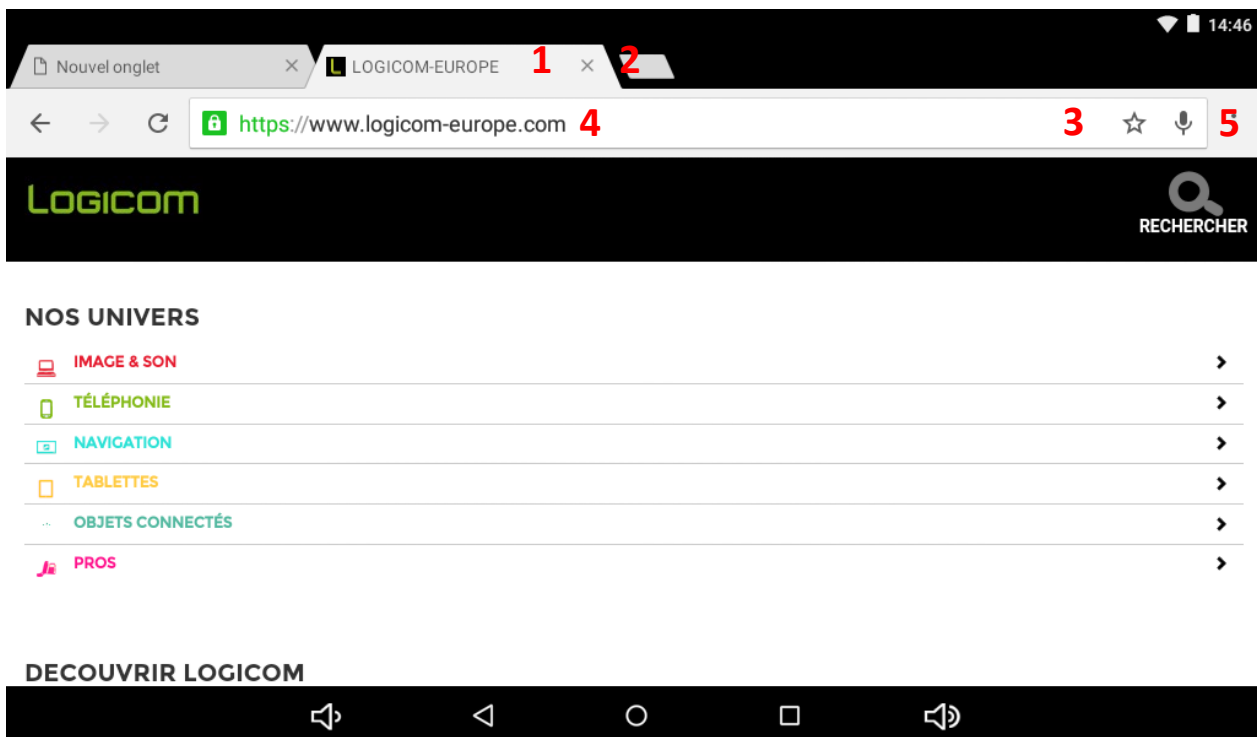 14:46
Nouvel onglet
LOGICOM-EUROPE 1 2
https://www.logicom-europe.com 4 3 5
LOGICOM
RECHERCHER
NOS UNIVERS
IMAGE & SON
TÉLÉPHONIE
NAVIGATION
TABLETTES
OBJETS CONNECTÉS
PROS
DECOUVRIR LOGICOM